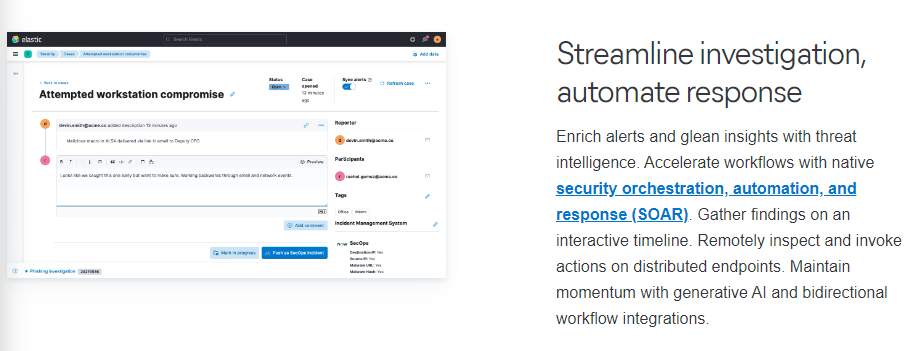 elastic
Search Elastic
Security Cases Attempted workstation compromise
Add data
Back to cases
Attempted workstation compromise
Status
Open
Case opened
12 minutes ago
Sync alerts
Refresh case
devin.smith@acme.co added description 12 minutes ago
Malicious macro in XLSX delivered via link in email to Deputy CFO
Preview
Looks like we caught this one early but want to make sure. Working backwards through email and network events.
Add comment
Mark in progress
Push as SecOps incident
Reporter
devin.smith@acme.co
Participants
rachel.gomez@acme.co
Tags
Office Macro
Incident Management System
now SecOps
Destination IP: Yes
Source IP: Yes
Malware URL: Yes
Malware Hash: Yes
Phishing investigation
Streamline investigation,
automate response
Enrich alerts and glean insights with threat
intelligence. Accelerate workflows with native
security orchestration, automation, and
response (SOAR). Gather findings on an
interactive timeline. Remotely inspect and invoke
actions on distributed endpoints. Maintain
momentum with generative AI and bidirectional
workflow integrations.